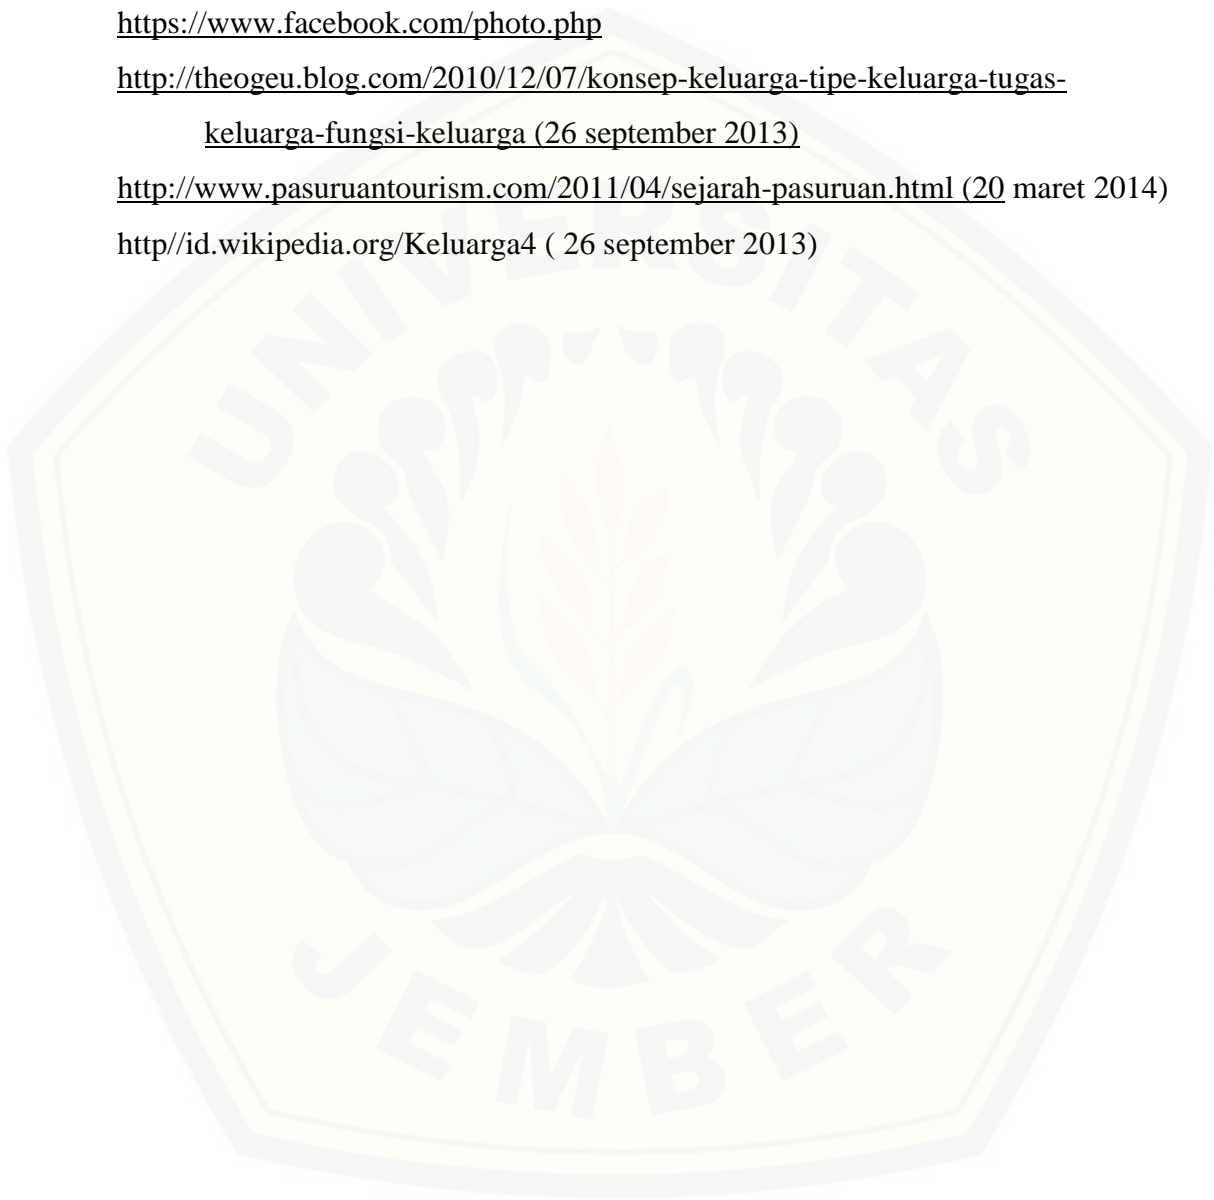 https://www.facebook.com/photo.php
http://theogeu.blog.com/2010/12/07/konsep-keluarga-tipe-keluarga-tugas-
keluarga-fungsi-keluarga (26 september 2013)
http://www.pasuruantourism.com/2011/04/sejarah-pasuruan.html (20 maret 2014)
http//id.wikipedia.org/Keluarga4 ( 26 september 2013)
UNIVERSITAS
JEMBER